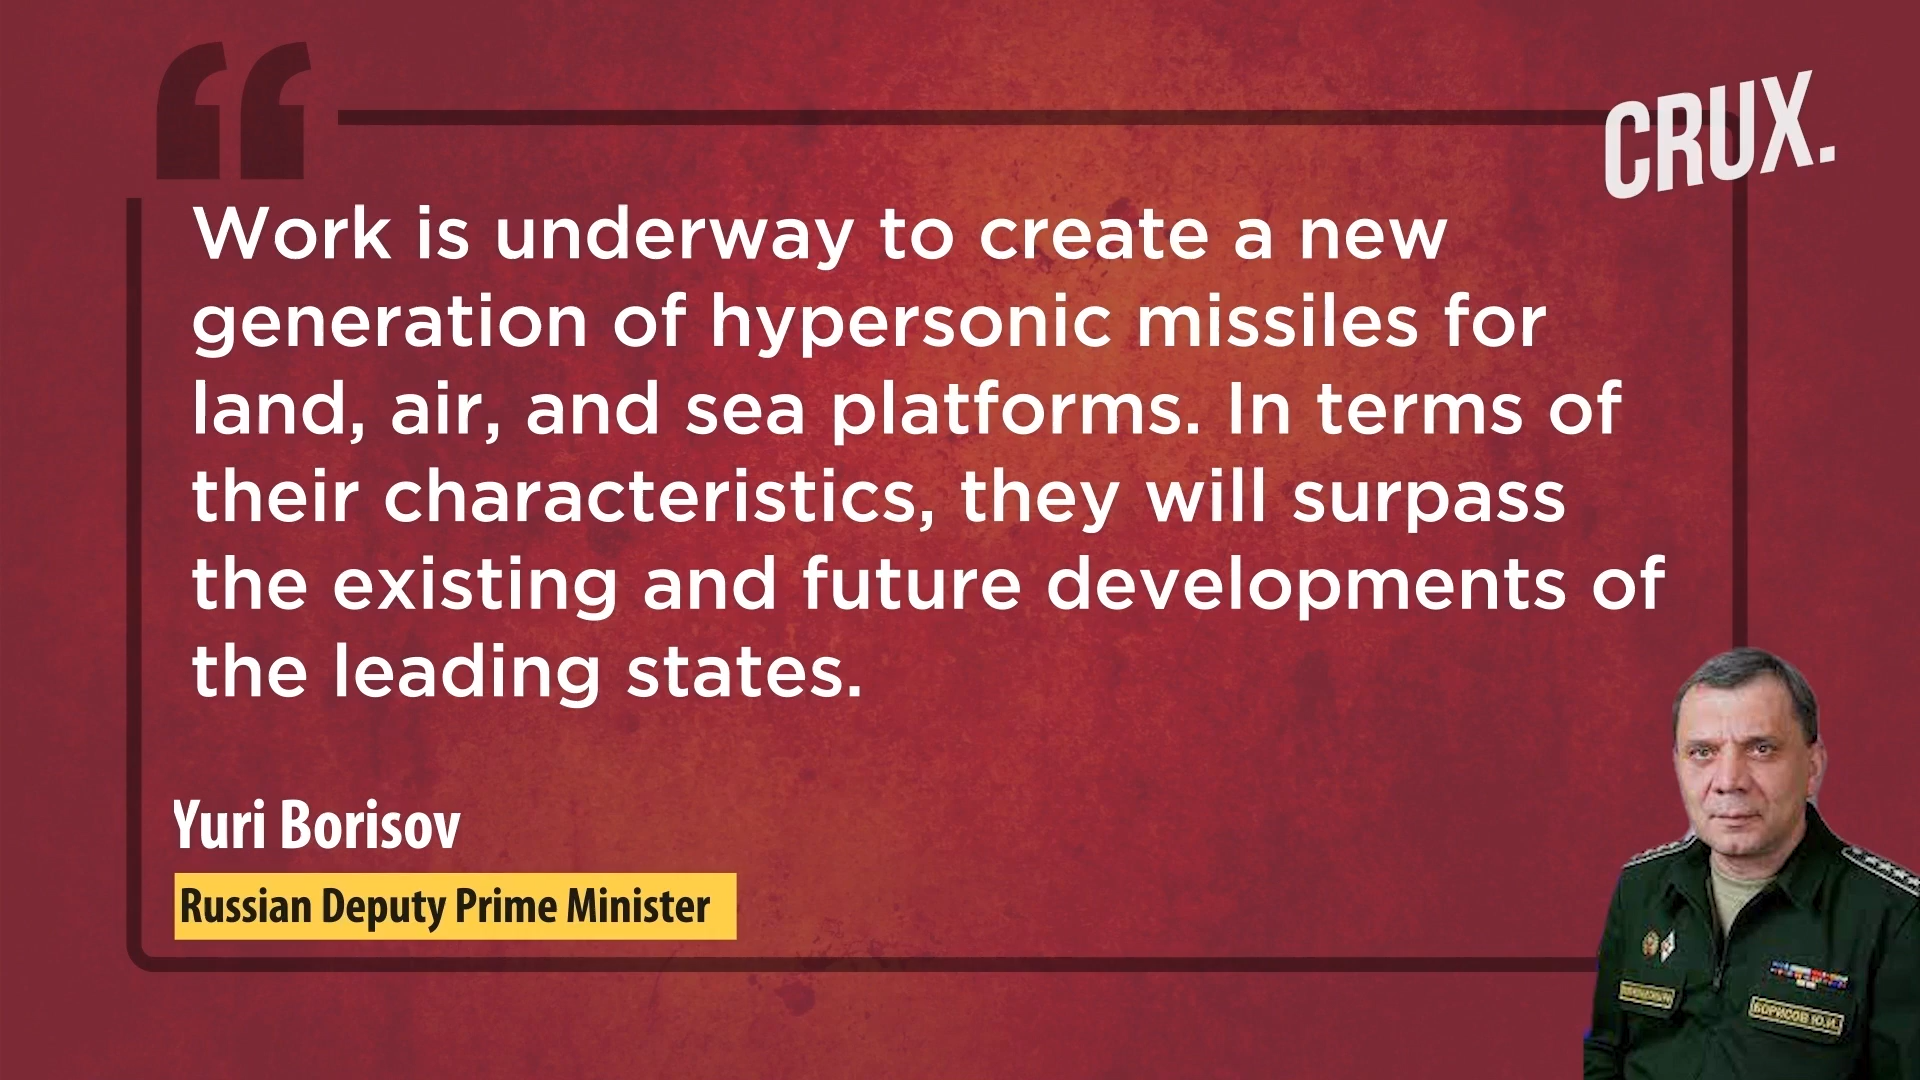 CRUX.
Work is underway to create a new
generation of hypersonic missiles for
land, air, and sea platforms. In terms of
their characteristics, they will surpass
the existing and future developments of
the leading states.
Yuri Borisov
Russian Deputy Prime Minister
БОРИСОВ Ю.И.